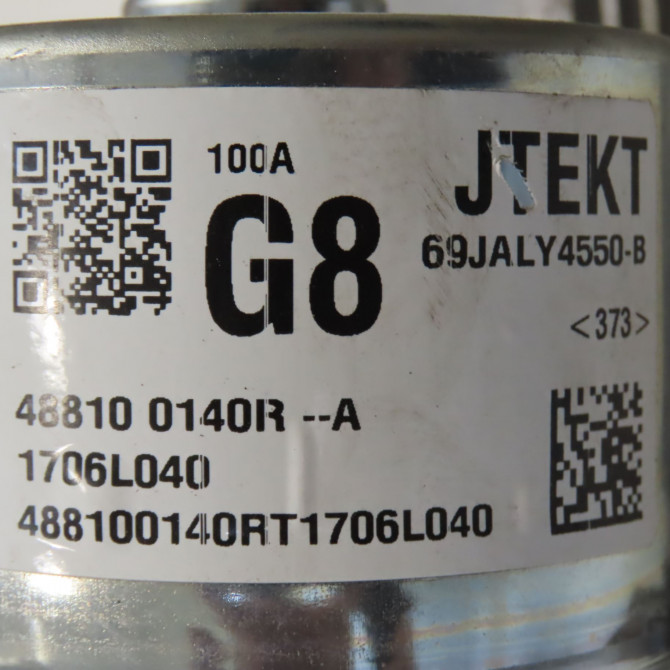 100A
JTEKT
G8
69JALY4550-B
<373>
48810 0140R --A
1706L040
488100140RT1706L040